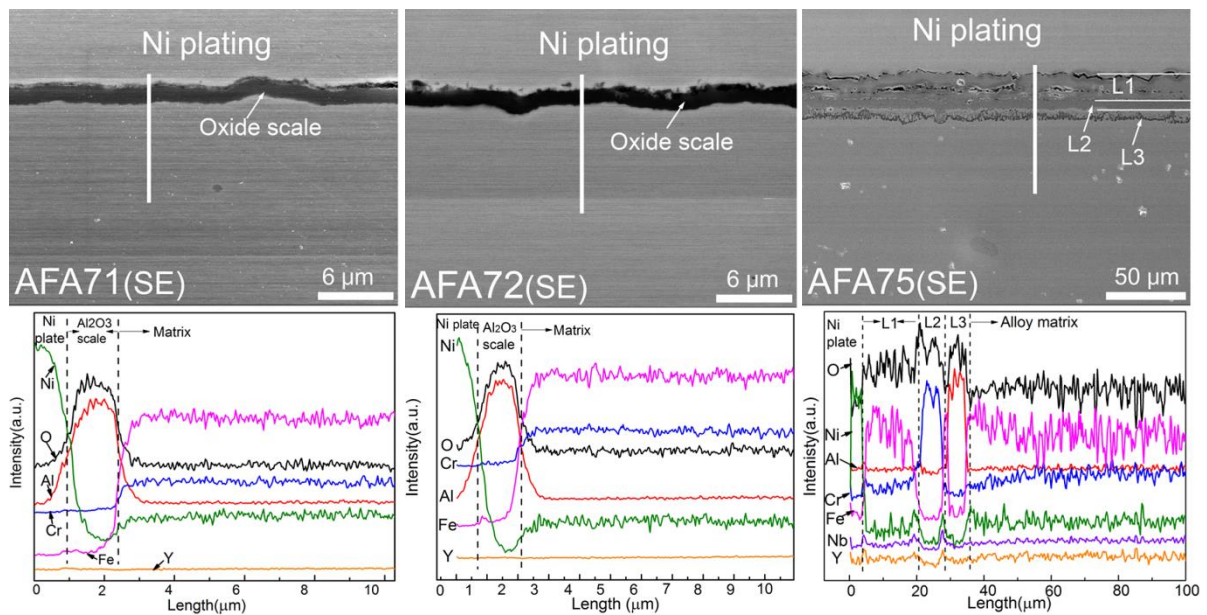 Ni plating
Oxide scale
AFA71(SE)
6 μm
Ni plating
Oxide scale
AFA72(SE)
6 μm
Ni plating
L1
L2
L3
AFA75(SE)
50 μm
Ni
plate
Al2O3
scale
Matrix
Ni
O
Al
Cr
Fe
Y
Intenisity(a.u.)
0 2 4 6 8 10
Length(μm)
Ni plate
Al₂O₃
scale
Matrix
Ni
O
Cr
Al
Fe
Y
Intensity(a.u.)
0 1 2 3 4 5 6 7 8 9 10
Length (μm)
Ni
plate
L1
L2
L3
Alloy matrix
O
Ni
Al
Cr
Fe
Nb
Y
Intensity(a.u.)
0 20 40 60 80 100
Length(μm)